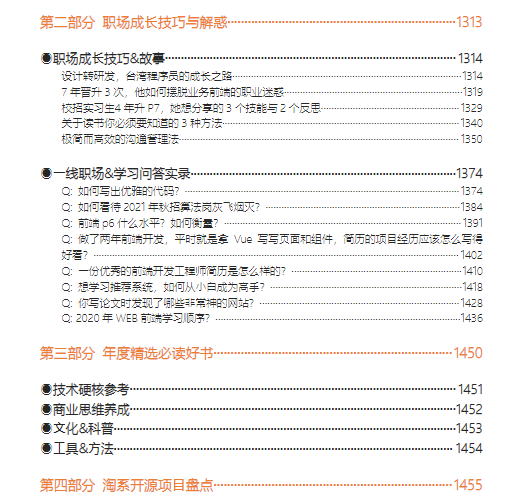 第二部分 职场成长技巧与解惑 1313
◉职场成长技巧&故事 1314
设计转研发，台湾程序员的成长之路 1314
7 年晋升 3 次，他如何摆脱业务前端的职业迷惑 1319
校招实习生4 年升 P7，她想分享的 3 个技能与 2 个反思 1329
关于读书你必须要知道的 3 种方法 1340
极简而高效的沟通管理法 1350
◉一线职场&学习问答实录 1374
Q: 如何写出优雅的代码？ 1374
Q: 如何看待 2021 年秋招算法岗灰飞烟灭？ 1384
Q: 前端 p6 什么水平？如何衡量？ 1391
Q: 做了两年前端开发，平时就是拿 Vue 写写页面和组件，简历的项目经历应该怎么写得
好看？ 1402
Q: 一份优秀的前端开发工程师简历是怎么样的？ 1410
Q: 想学习推荐系统，如何从小白成为高手？ 1418
Q: 你写论文时发现了哪些非常神的网站？ 1428
Q: 2020 年 WEB 前端学习顺序？ 1436
第三部分 年度精选必读好书 1450
◉技术硬核参考 1451
◉商业思维养成 1452
◉文化&科普 1453
◉工具&方法 1454
第四部分 淘系开源项目盘点 1455